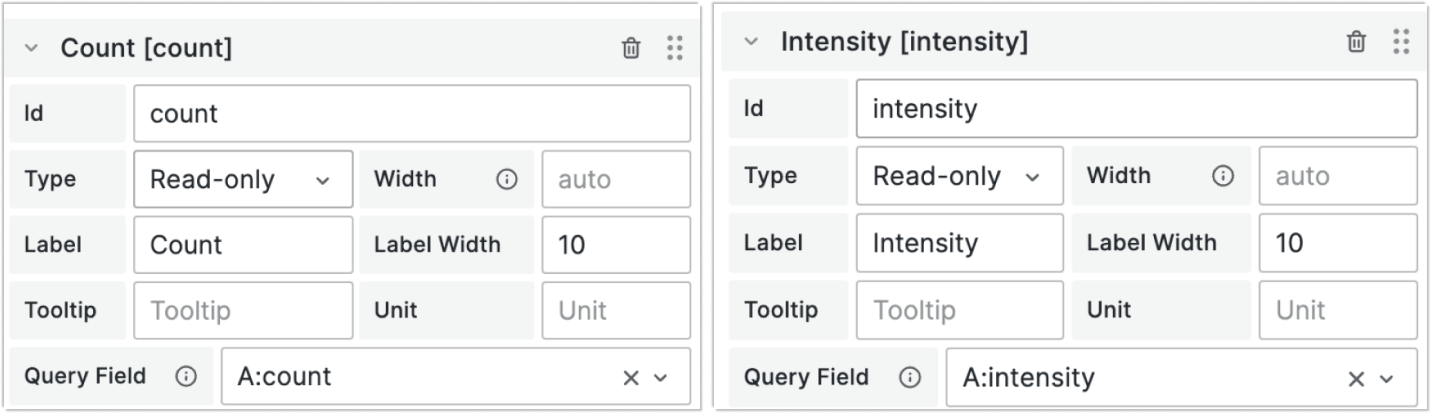 Count [count]
Id count
Type Read-only Width auto
Label Count Label Width 10
Tooltip Tooltip Unit Unit
Query Field A:count
Intensity [intensity]
Id intensity
Type Read-only Width auto
Label Intensity Label Width 10
Tooltip Tooltip Unit Unit
Query Field A:intensity